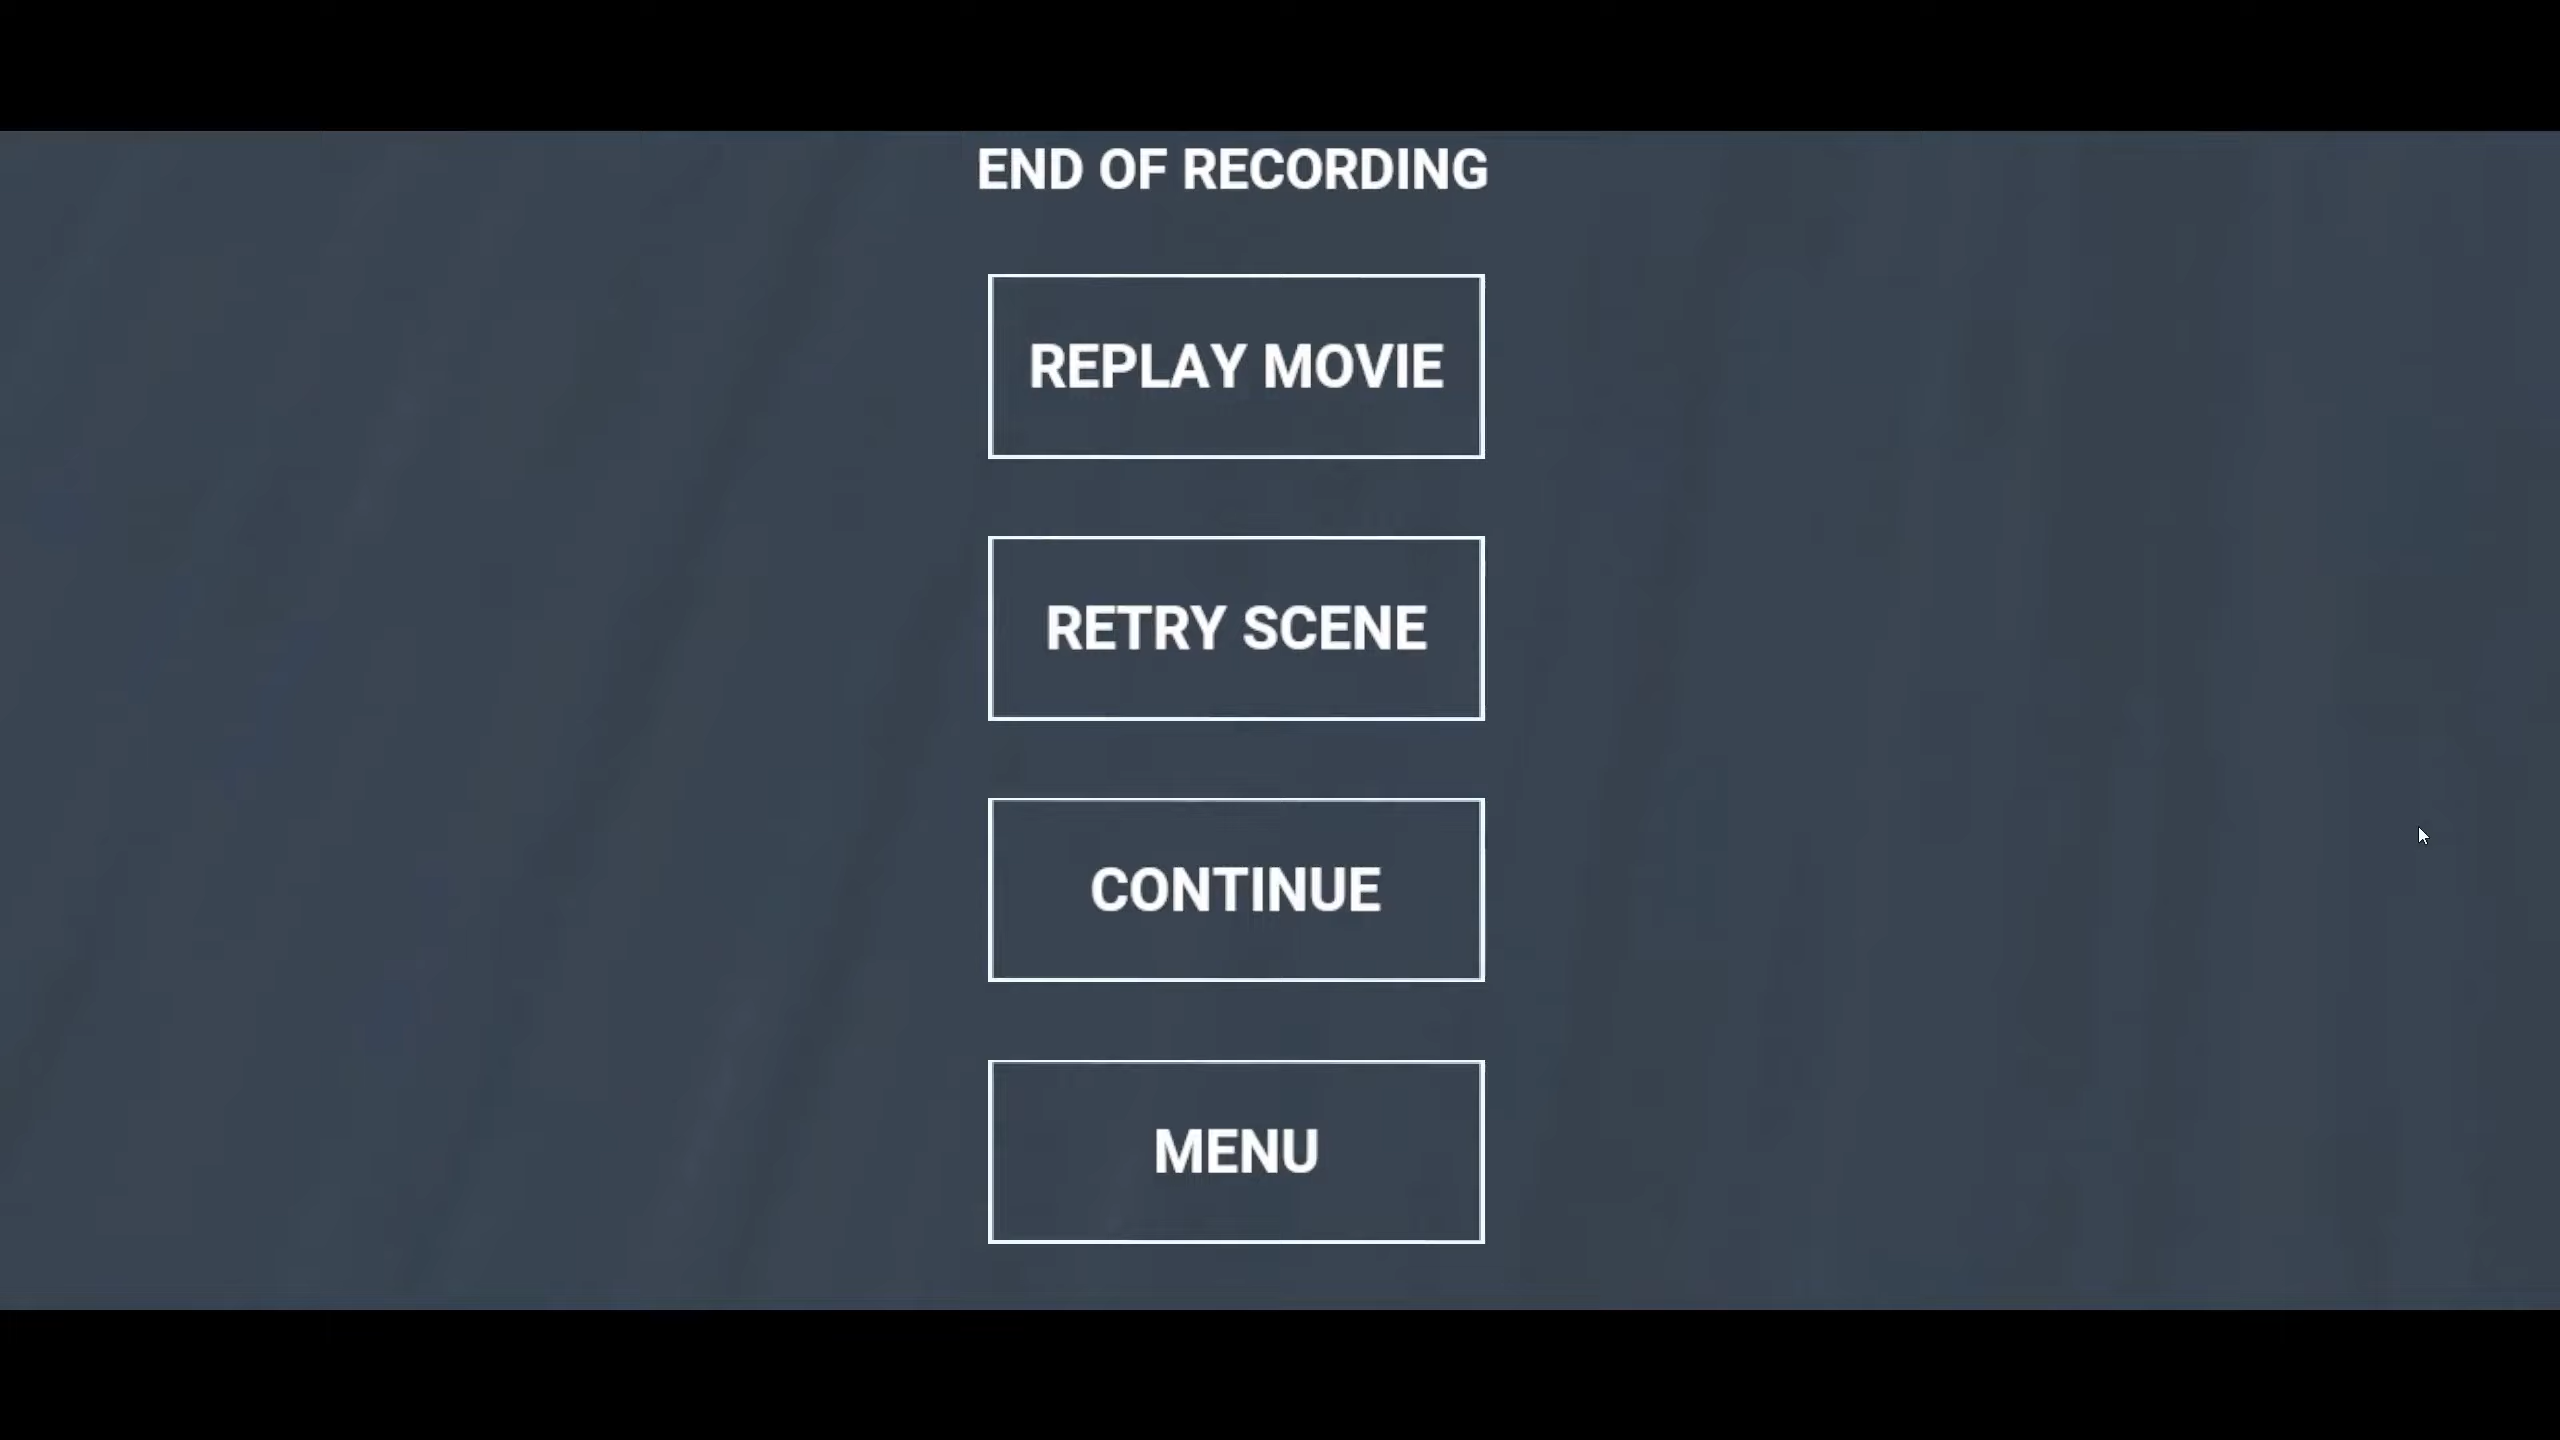 END OF RECORDING
REPLAY MOVIE
RETRY SCENE
CONTINUE
MENU